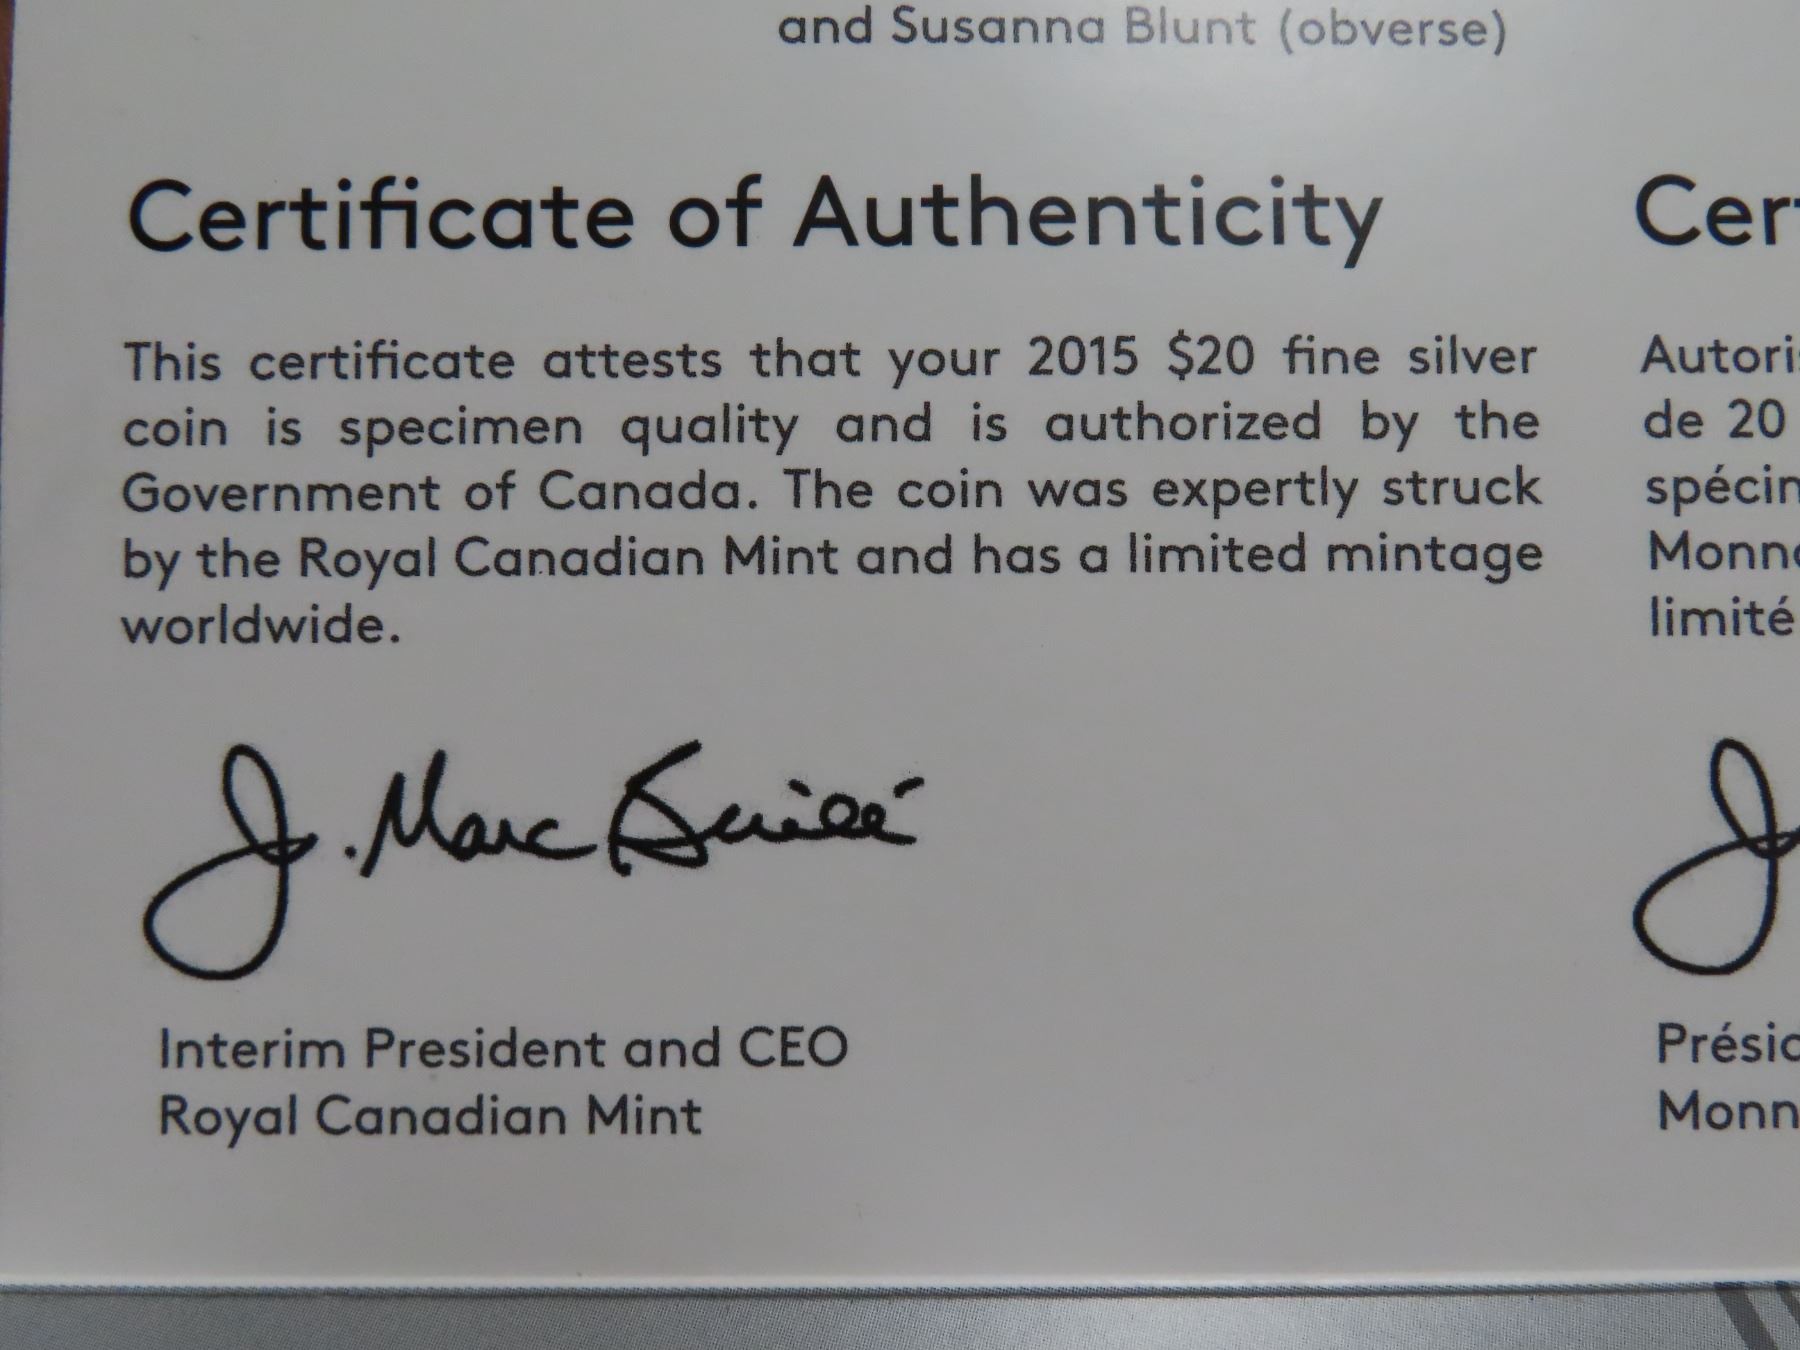 and Susanna Blunt (obverse)
Certificate of Authenticity
This certificate attests that your 2015 $20 fine silver
coin is specimen quality and is authorized by the
Government of Canada. The coin was expertly struck
by the Royal Canadian Mint and has a limited mintage
worldwide.
J. Marc
Interim President and CEO
Royal Canadian Mint
Cer
Autoris
de 20
spécim
Monn
limité
J
Présid
Monn